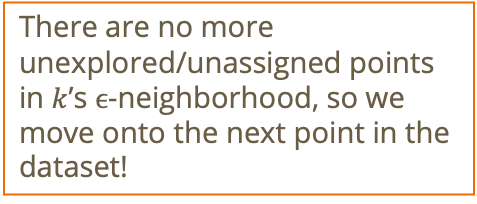 There are no more
unexplored/unassigned points
in k’s ϵ-neighborhood, so we
move onto the next point in the
dataset!